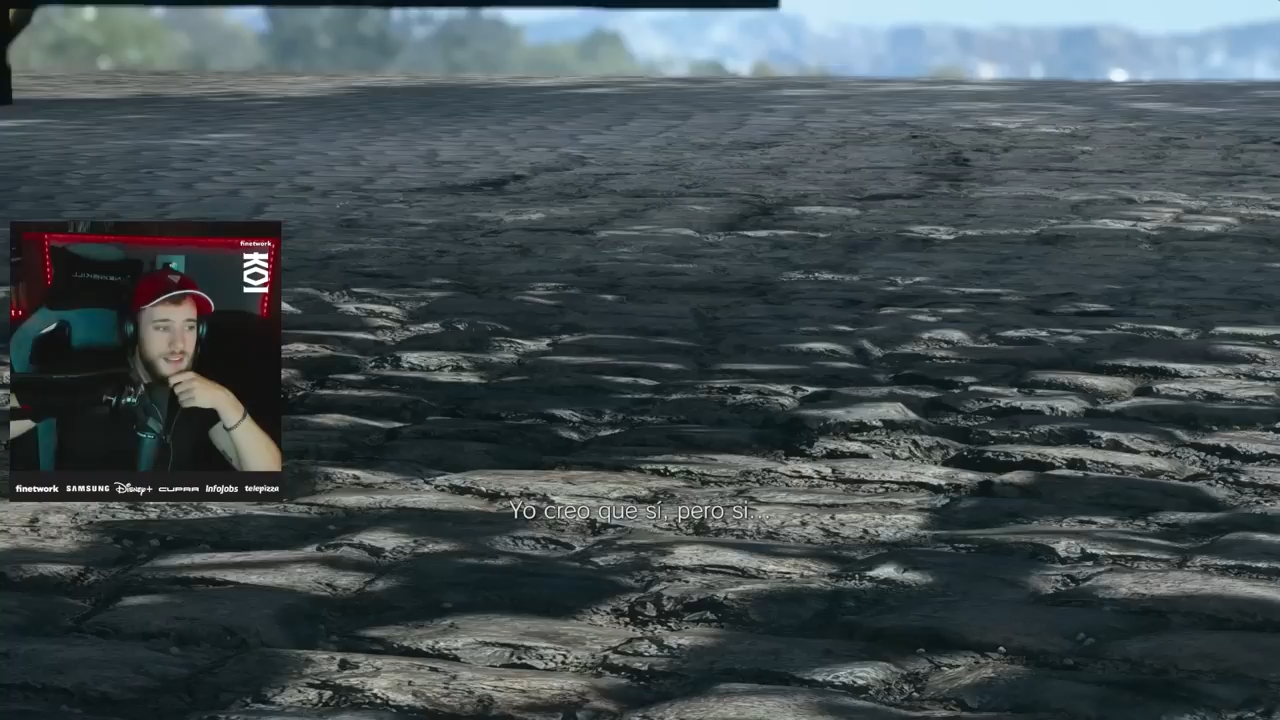 finetwork
KOI
finetwork SAMSUNG Disney+ CUPRA InfoJobs telepizza
Yo creo que sí, pero si...